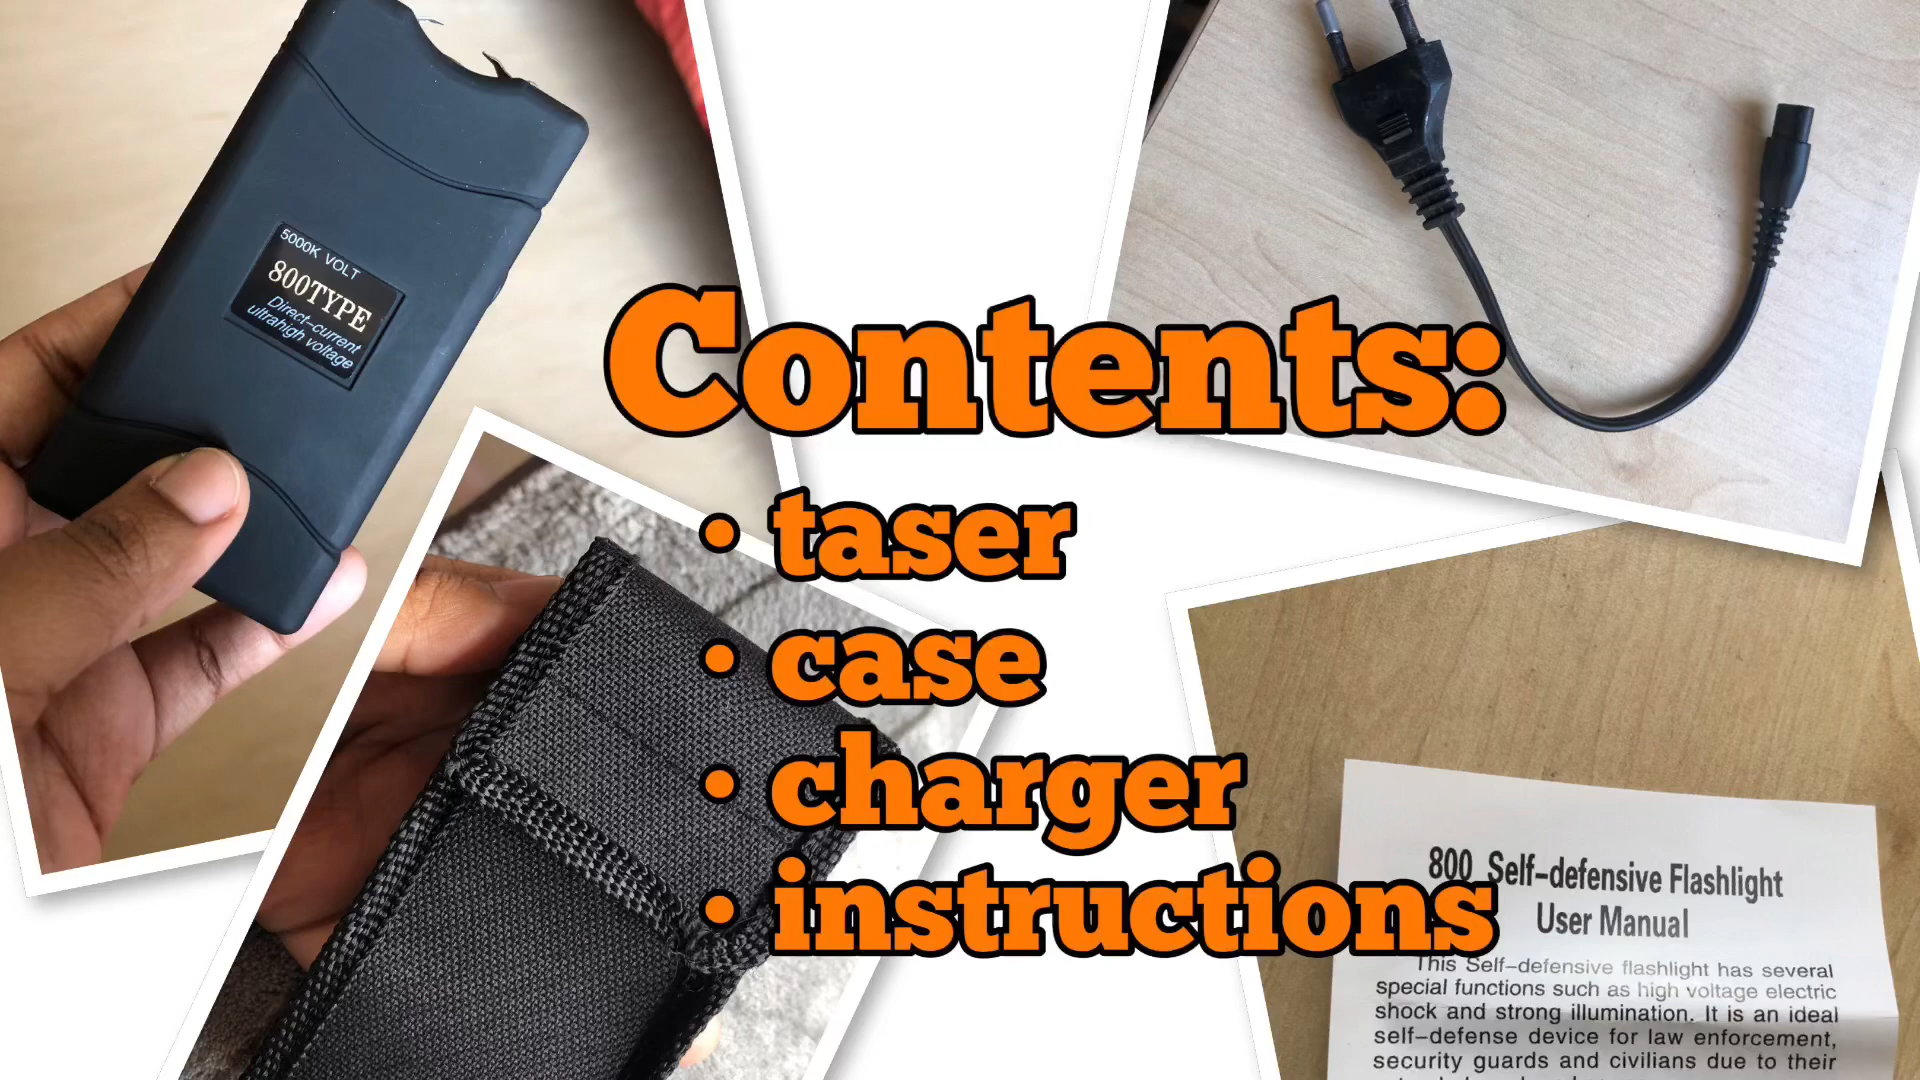 5000K VOLT
800TYPE
Direct-current
ultrahigh voltage
Contents:
• taser
• case
• charger
• instructions
800 Self-defensive Flashlight
User Manual
This Self-defensive flashlight has several
special functions such as high voltage electric
shock and strong illumination. It is an ideal
self-defense device for law enforcement,
security guards and civilians due to their